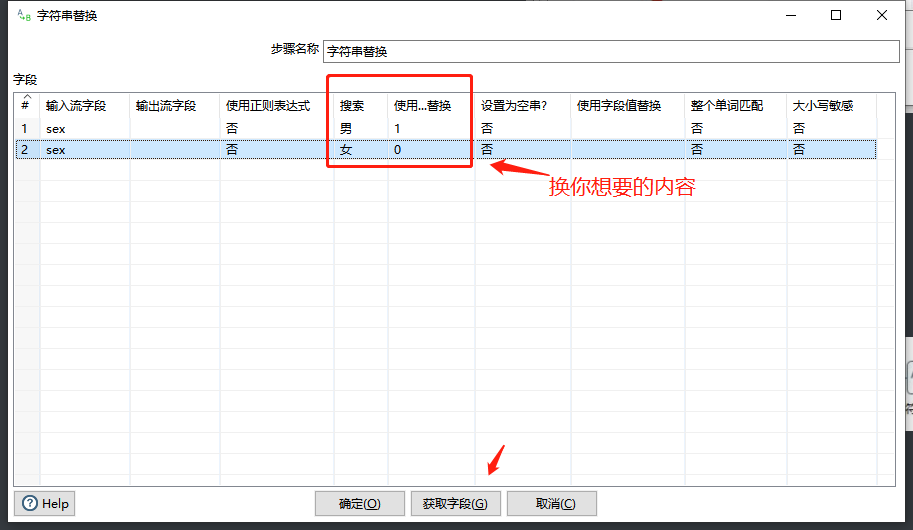 字符串替换
步骤名称 字符串替换
字段
# 输入流字段 输出流字段 使用正则表达式 搜索 使用...替换 设置为空串? 使用字段值替换 整个单词匹配 大小写敏感
1 sex 否 男 1 否 否 否
2 sex 否 女 0 否 否 否
换你想要的内容
Help 确定(O) 获取字段(G) 取消(C)